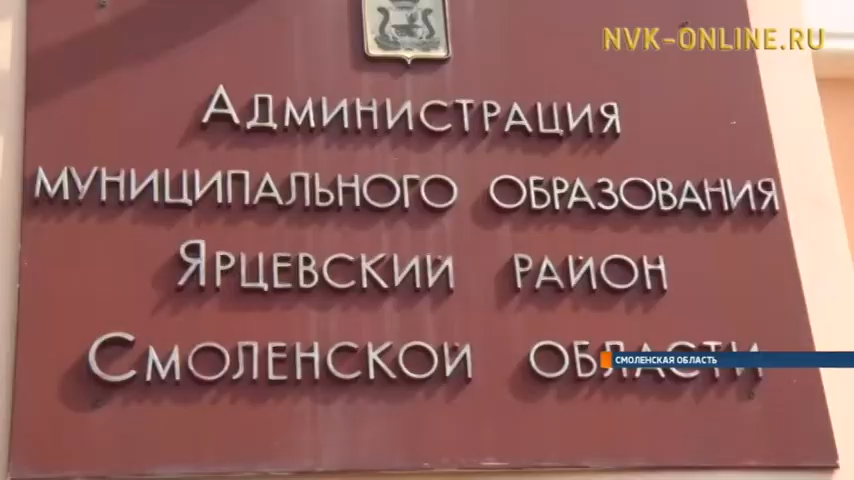 NVK-ONLINE.RU
АДМИНИСТРАЦИЯ
МУНИЦИПАЛЬНОГО ОБРАЗОВАНИЯ
ЯРЦЕВСКИЙ РАЙОН
СМОЛЕНСКОЙ ОБЛАСТИ
СМОЛЕНСКАЯ ОБЛАСТЬ